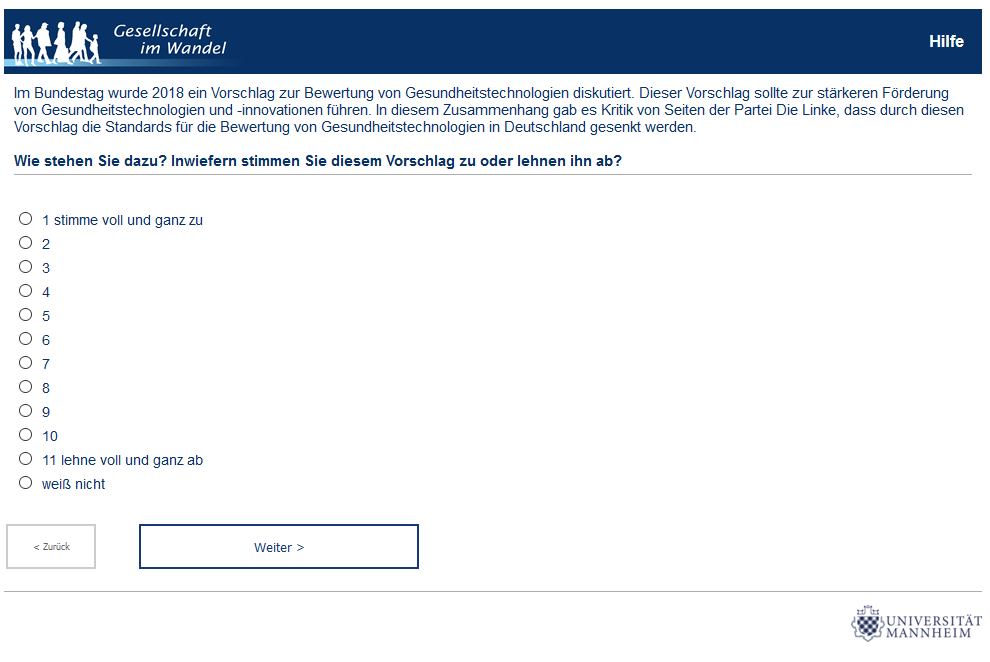 Gesellschaft
im Wandel
Hilfe
Im Bundestag wurde 2018 ein Vorschlag zur Bewertung von Gesundheitstechnologien diskutiert. Dieser Vorschlag sollte zur stärkeren Förderung
von Gesundheitstechnologien und -innovationen führen. In diesem Zusammenhang gab es Kritik von Seiten der Partei Die Linke, dass durch diesen
Vorschlag die Standards für die Bewertung von Gesundheitstechnologien in Deutschland gesenkt werden.
Wie stehen Sie dazu? Inwiefern stimmen Sie diesem Vorschlag zu oder lehnen ihn ab?
1 stimme voll und ganz zu
2
3
4
5
6
7
8
9
10
11 lehne voll und ganz ab
weiß nicht
< Zurück
Weiter >
UNIVERSITÄT
MANNHEIM